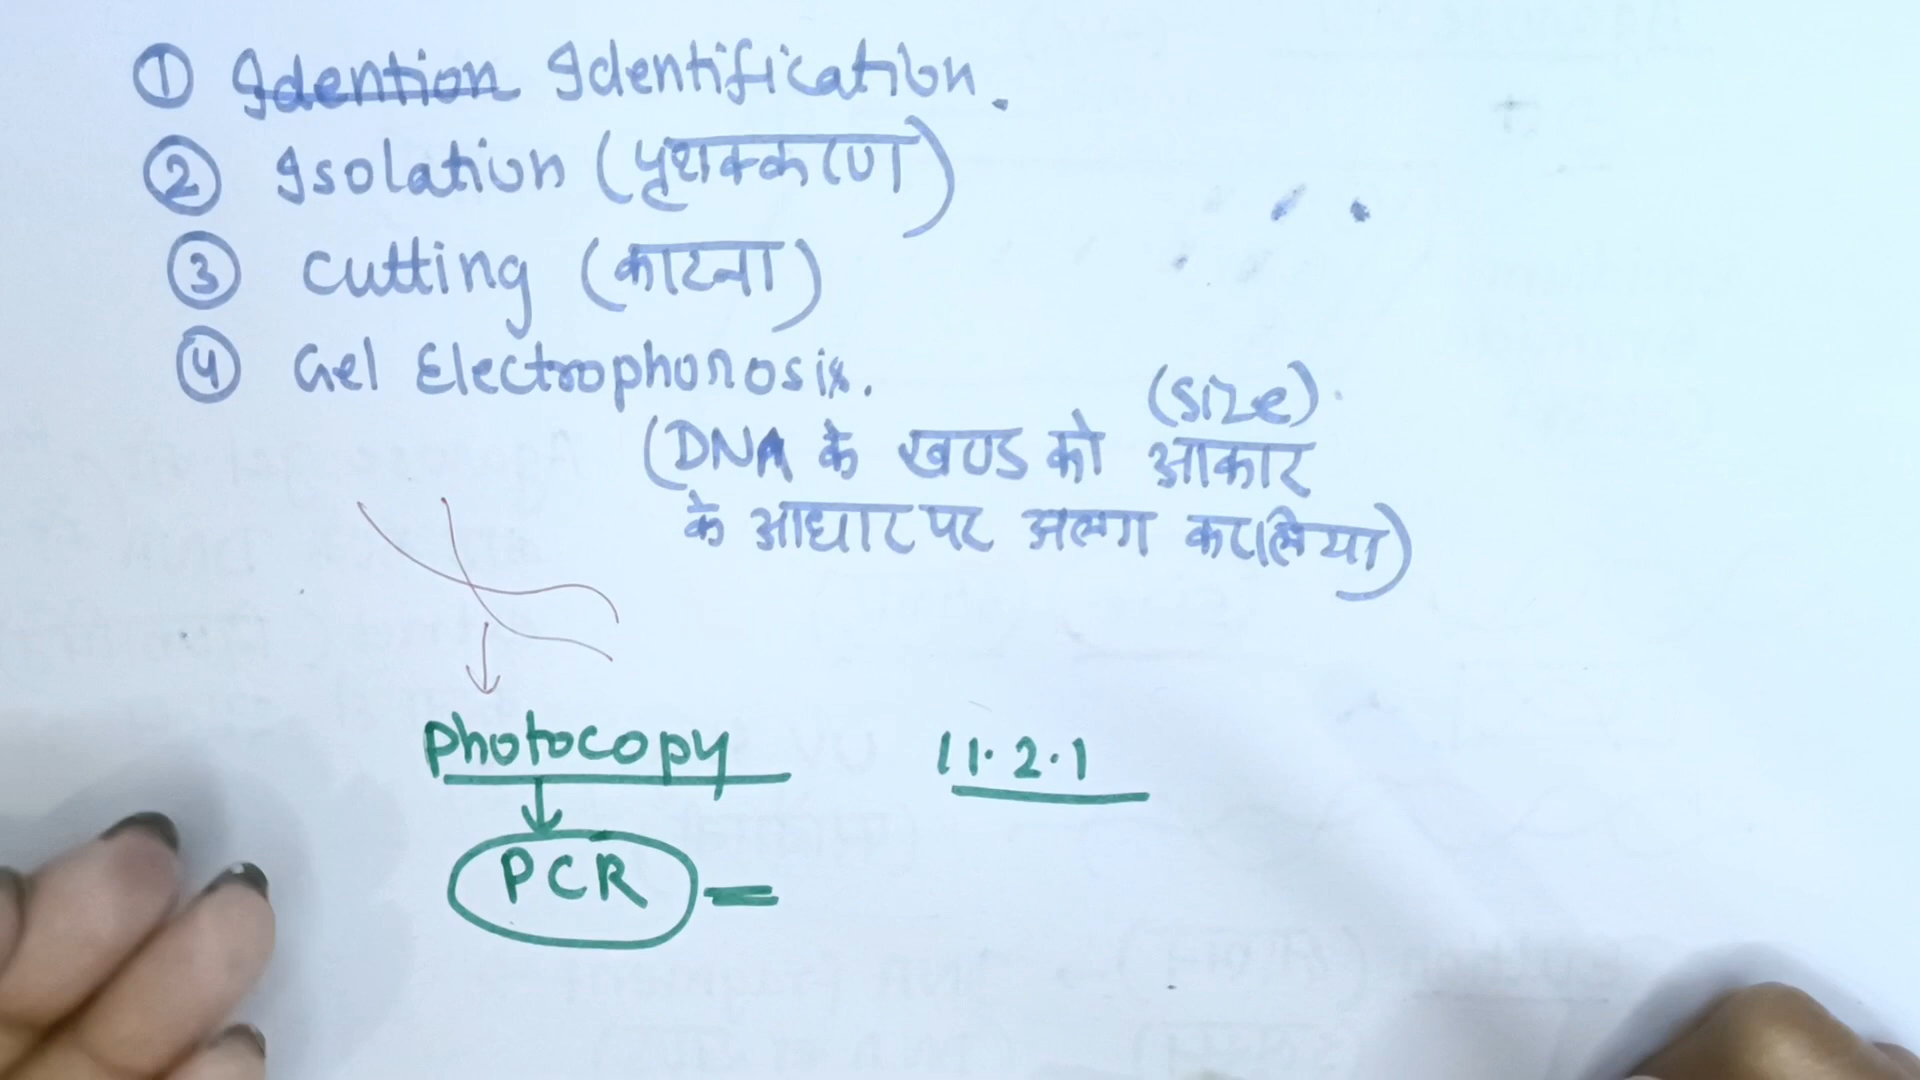 ① Idention Identification.
② Isolation (पृथक्करण)
③ Cutting (काटना)
④ Gel Electrophonosis.
(Size).
(DNA के खण्ड को आकार
के आधार पर अलग कर लिया)
Photocopy 11.2.1
PCR